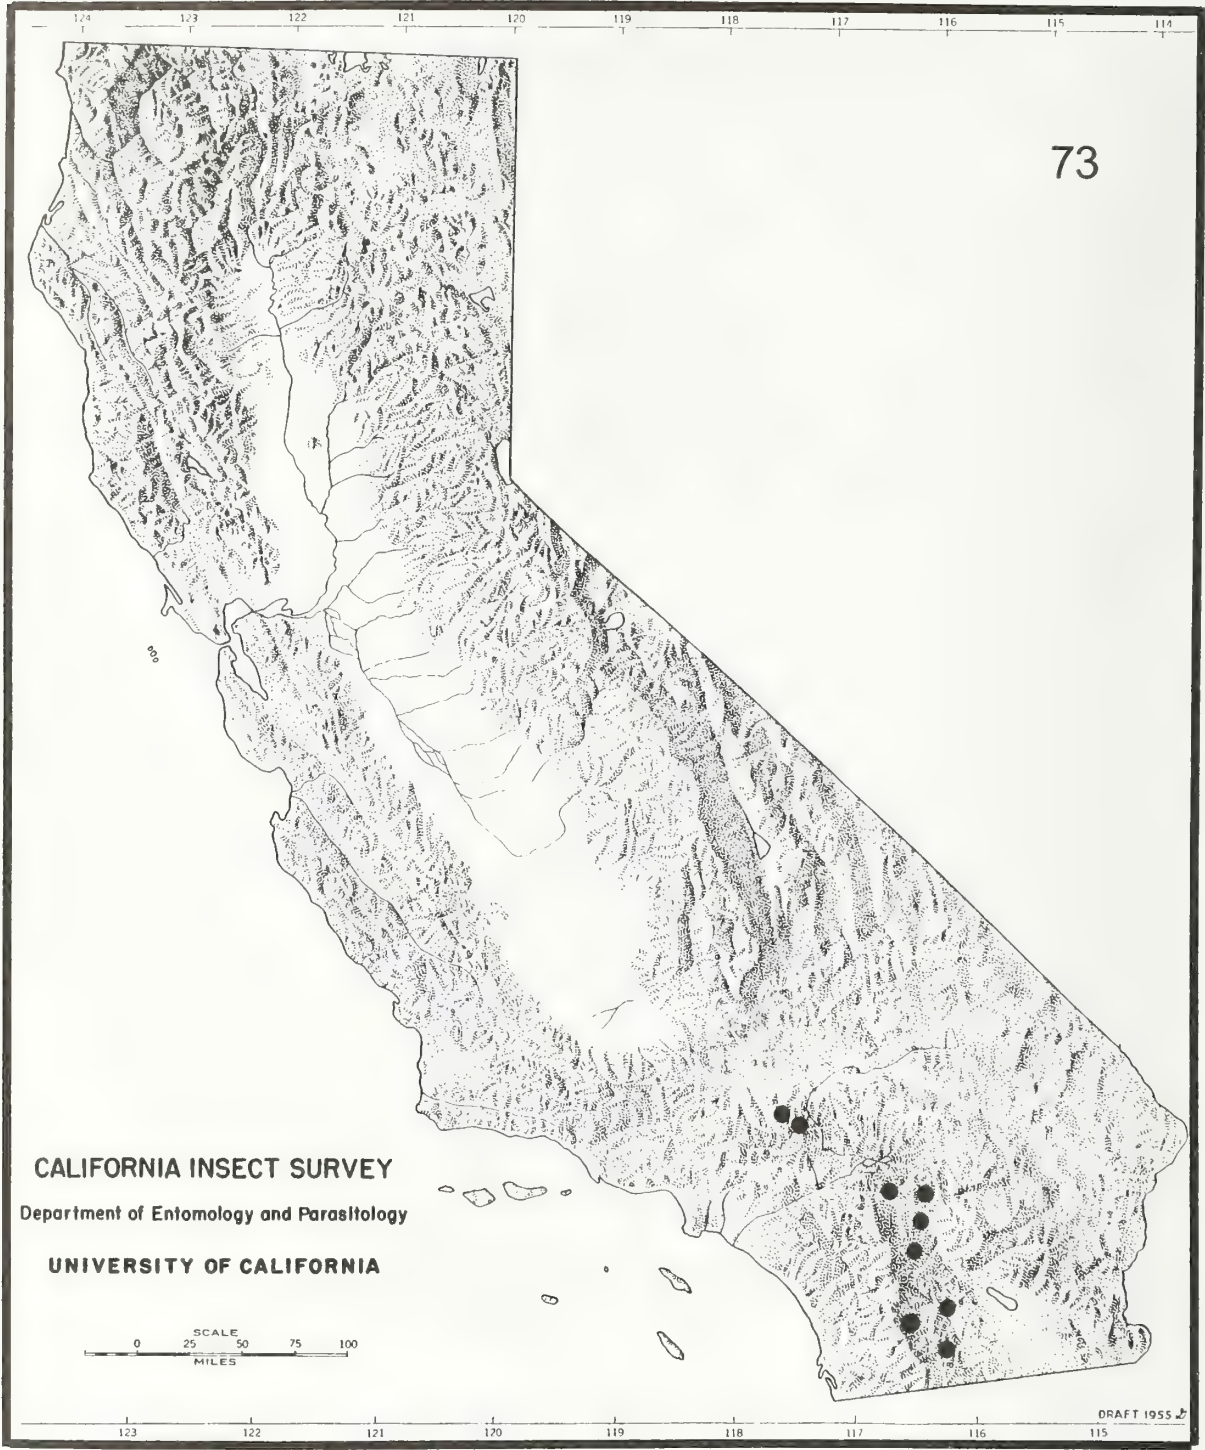 124 123 122 121 120 119 118 117 116 115 114
73
CALIFORNIA INSECT SURVEY
Department of Entomology and Parasitology
UNIVERSITY OF CALIFORNIA
SCALE
0 25 50 75 100
MILES
DRAFT 1955
123 122 121 120 119 118 117 116 115